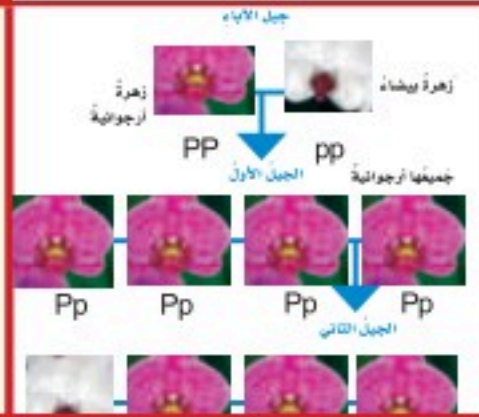 جيل الآباء
زهرة بيضاء
زهرة
أرجوانية
PP
pp
الجيل الأول
جميعها أرجوانية
Pp
Pp
Pp
Pp
الجيل الثاني